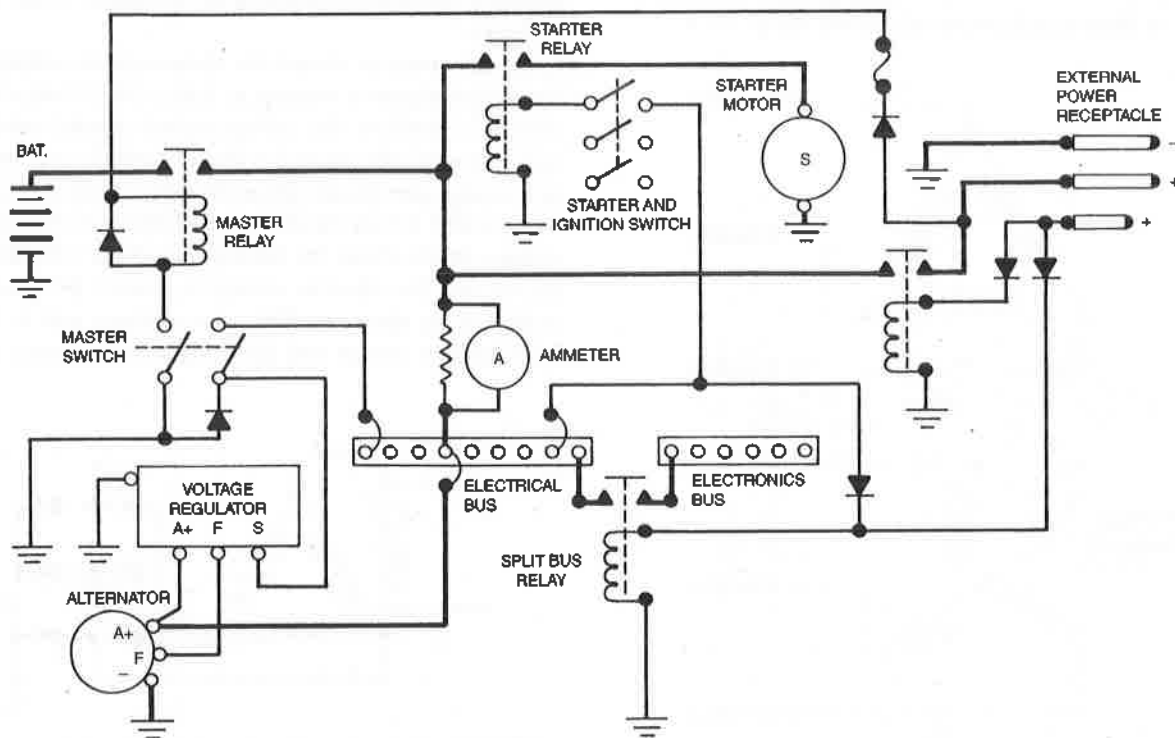 STARTER
RELAY
STARTER
MOTOR
EXTERNAL
POWER
RECEPTACLE
BAT.
S
−
+
+
MASTER
RELAY
STARTER AND
IGNITION SWITCH
MASTER
SWITCH
A
AMMETER
VOLTAGE
REGULATOR
A+ F S
ELECTRICAL
BUS
ELECTRONICS
BUS
SPLIT BUS
RELAY
ALTERNATOR
A+
F
−